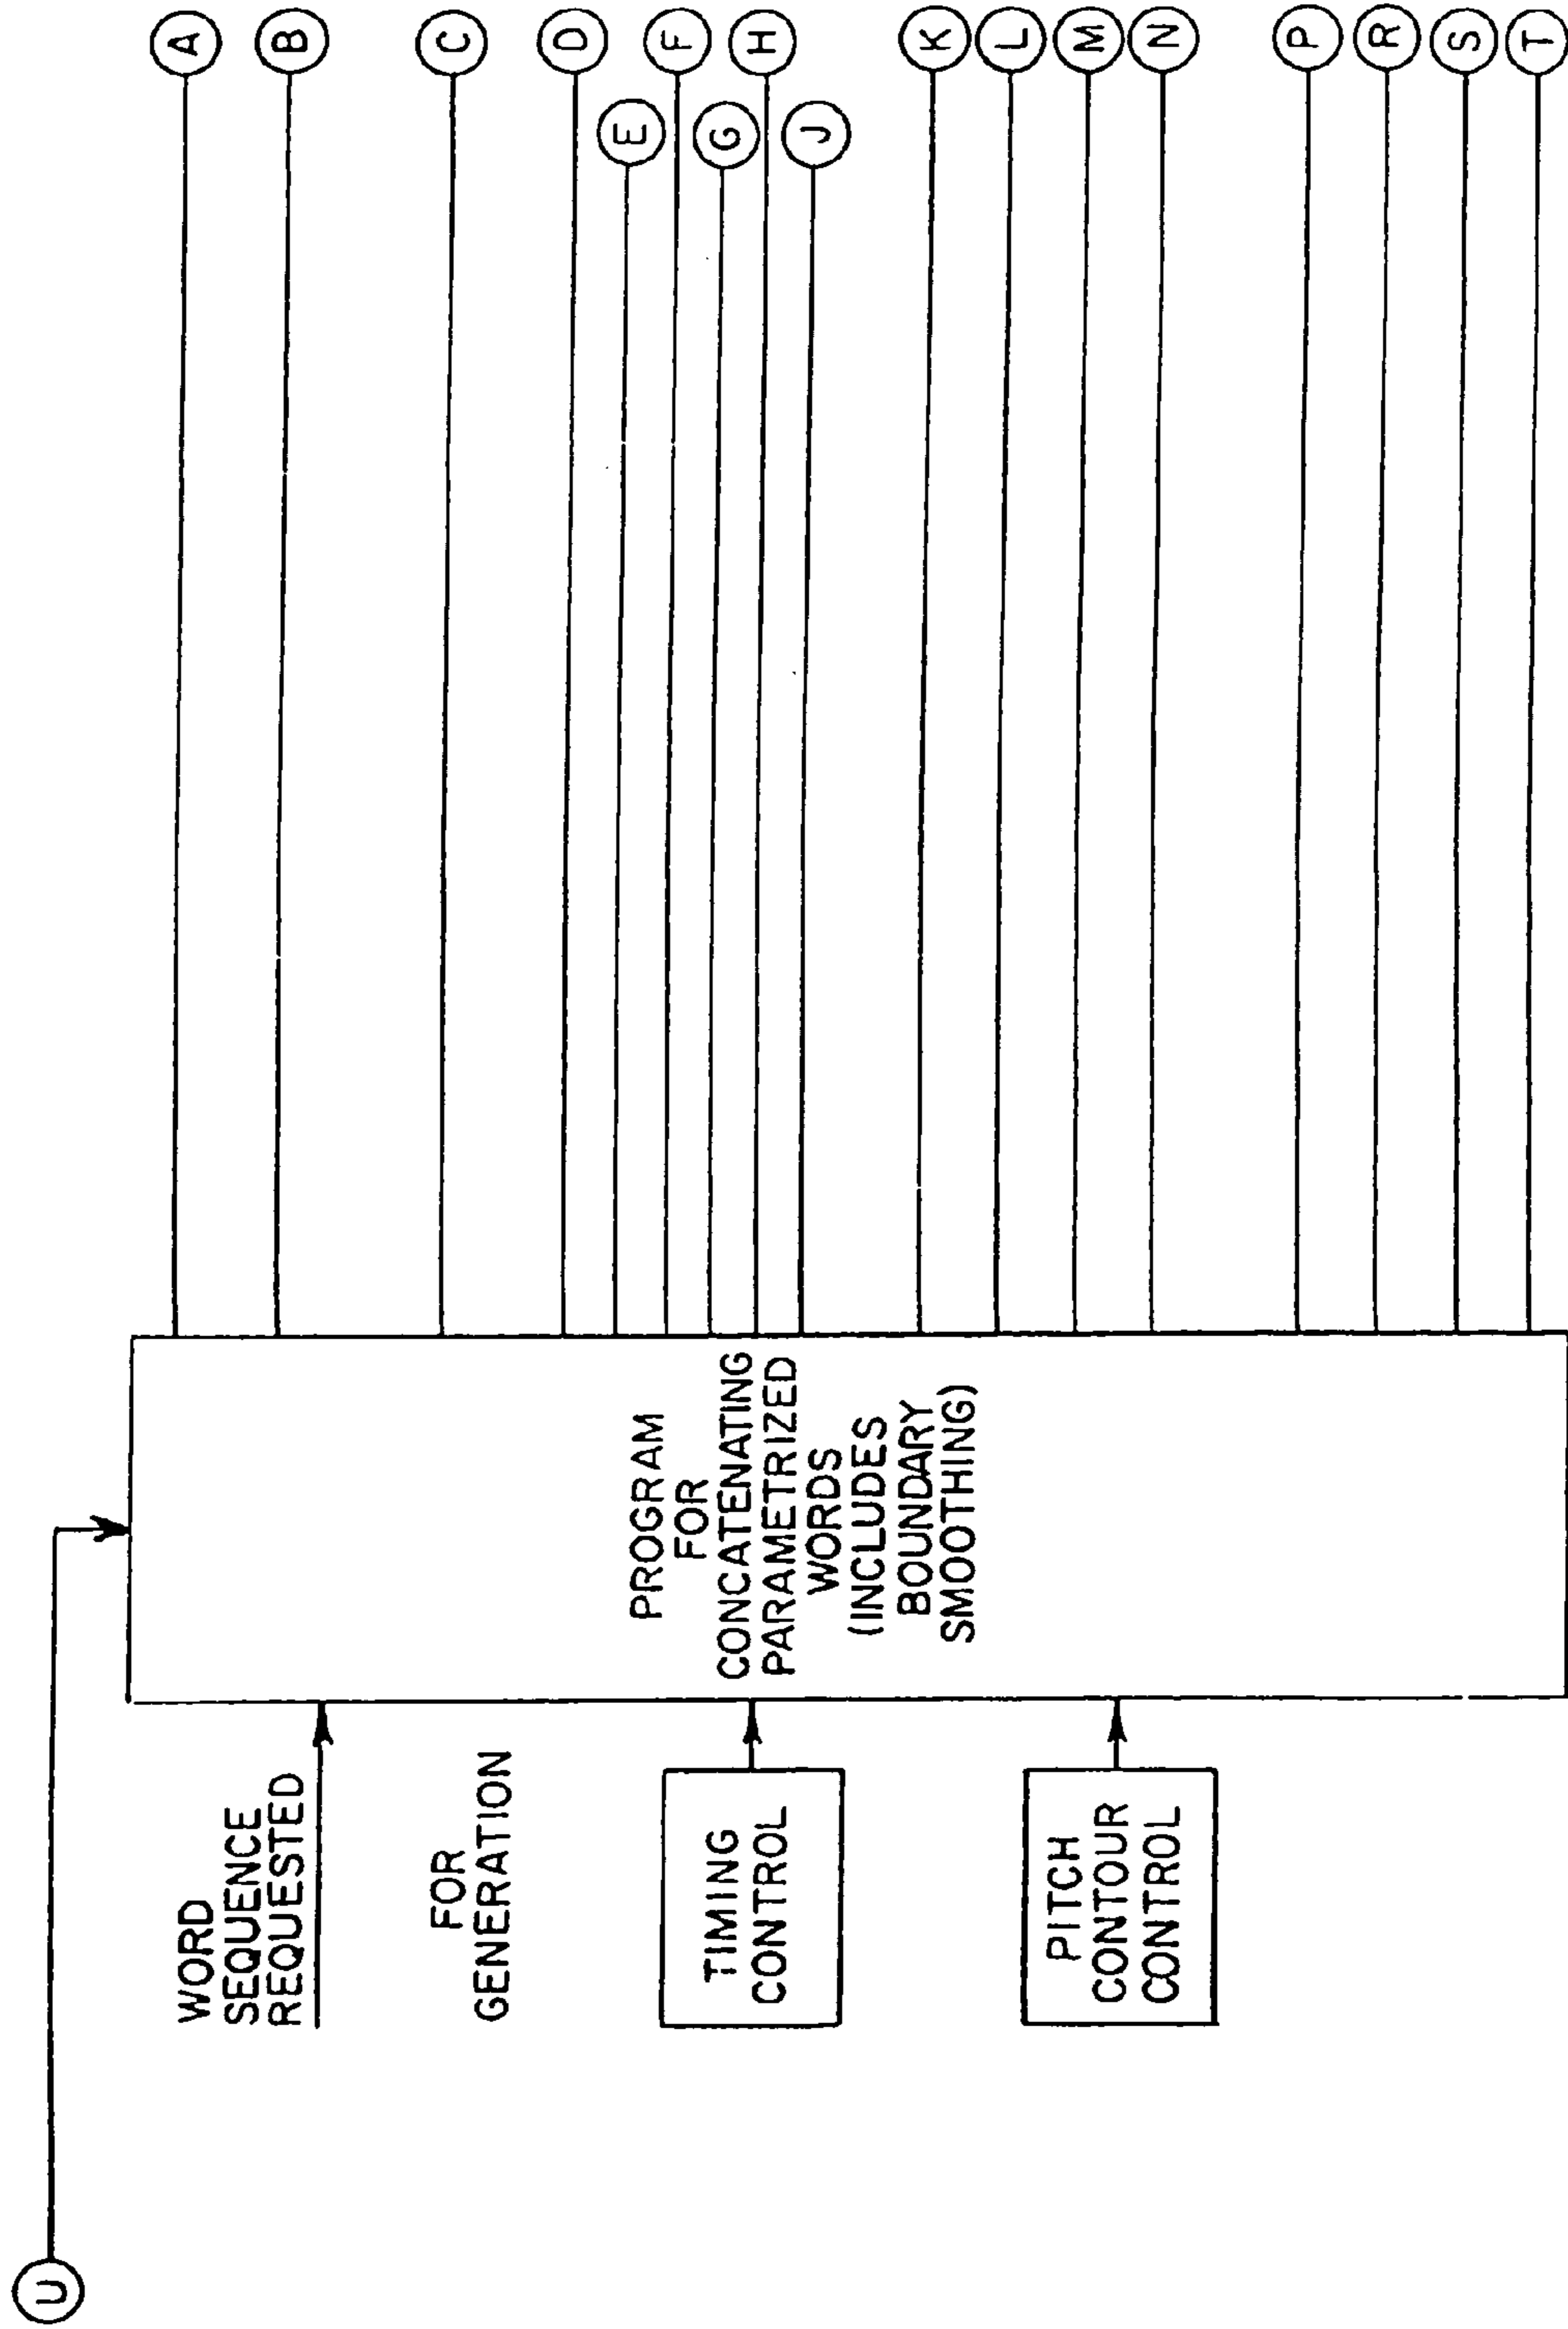 U
WORD
SEQUENCE
REQUESTED
FOR
GENERATION
TIMING
CONTROL
PITCH
CONTOUR
CONTROL
PROGRAM
FOR
CONCATENATING
PARAMETRIZED
WORDS
(INCLUDES
BOUNDARY
SMOOTHING)
A
B
C
D
E
F
G
H
J
K
L
M
N
P
R
S
T